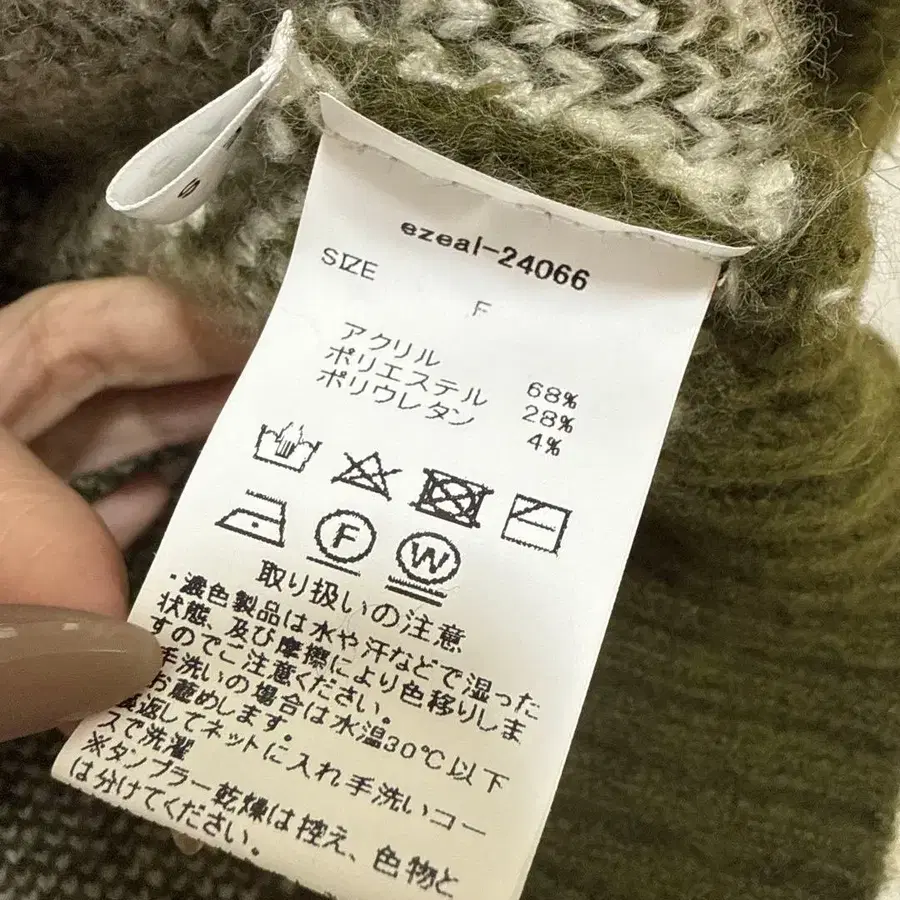 S
ezeal-24066
SIZE
F
アクリル 68%
ポリエステル 28%
ポリウレタン 4%
F
W
取り扱いの注意
・濃色製品は水や汗などで湿った
状態、及び摩擦により色移りしま
すのでご注意ください。
手洗いの場合は水温30℃以下
お薦めします。
返してネットに入れ手洗いコー
スで洗濯
※タンブラー乾燥は控え、色物と
は分けてください。